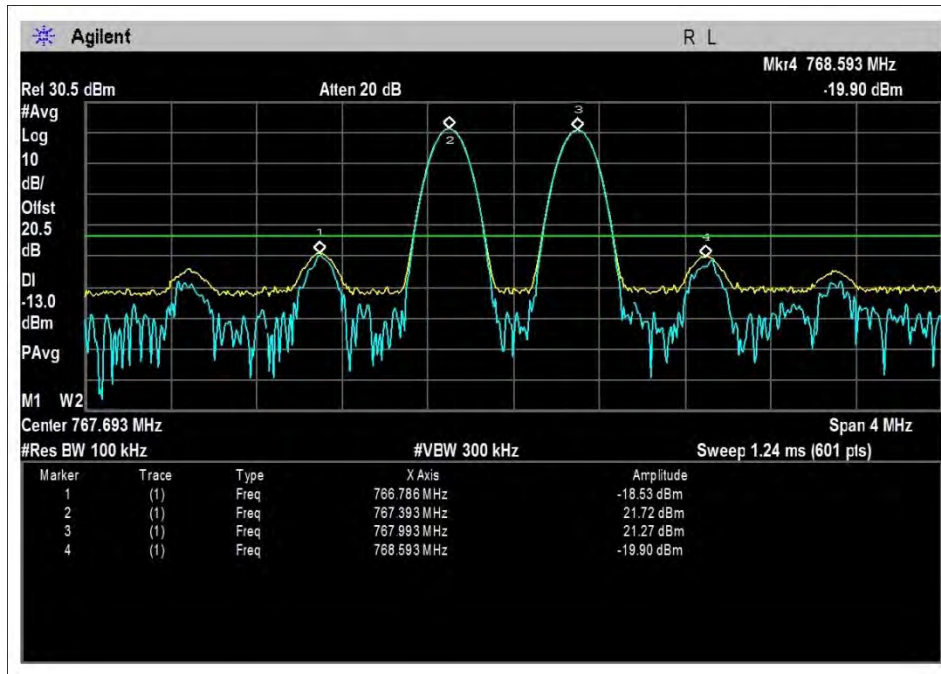 Agilent
R L
Mkr4 768.593 MHz
Rel 30.5 dBm
Atten 20 dB
-19.90 dBm
#Avg
Log
10
dB/
Offst
20.5
dB
DI
-13.0
dBm
PAvg
M1 W2
1
2
3
4
Center 767.693 MHz
Span 4 MHz
#Res BW 100 kHz
#VBW 300 kHz
Sweep 1.24 ms (601 pts)
Marker Trace Type X Axis Amplitude
1 (1) Freq 766.786 MHz -18.53 dBm
2 (1) Freq 767.393 MHz 21.72 dBm
3 (1) Freq 767.993 MHz 21.27 dBm
4 (1) Freq 768.593 MHz -19.90 dBm